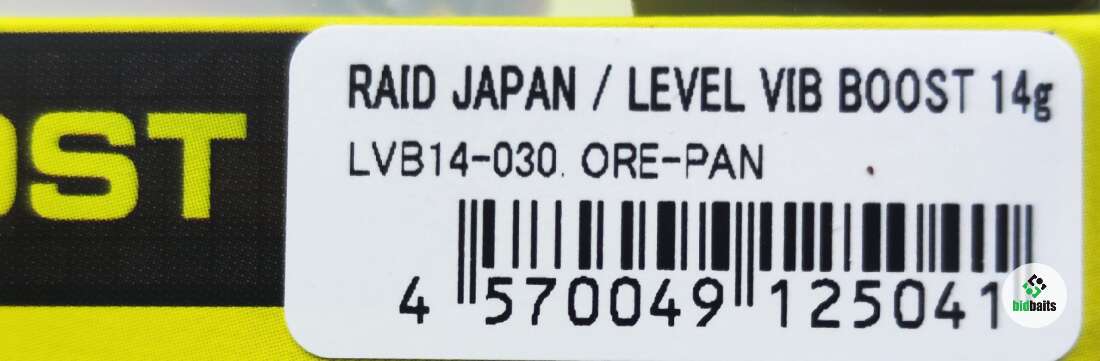 OST
RAID JAPAN / LEVEL VIB BOOST 14g
LVB14-030. ORE-PAN
4 570049 125041
bidbaits